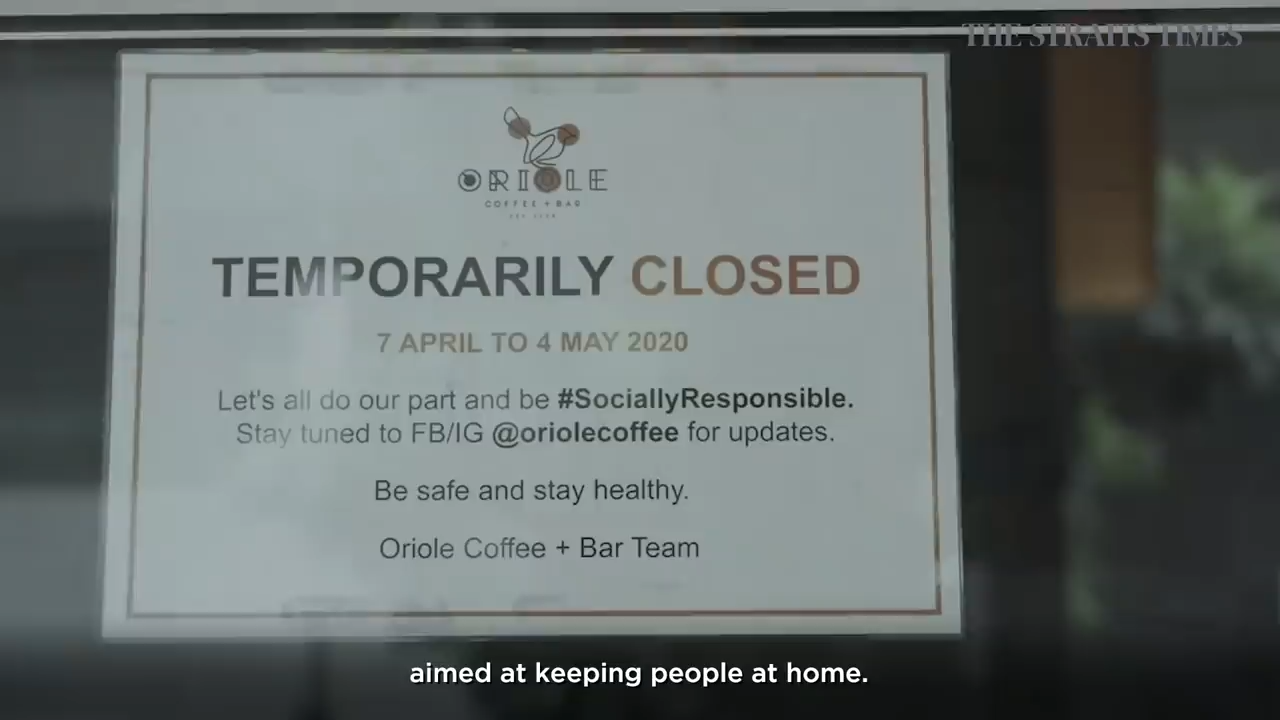 THE STRAITS TIMES
ORIOLE
COFFEE + BAR
TEMPORARILY CLOSED
7 APRIL TO 4 MAY 2020
Let's all do our part and be #SociallyResponsible.
Stay tuned to FB/IG @oriolecoffee for updates.
Be safe and stay healthy.
Oriole Coffee + Bar Team
aimed at keeping people at home.